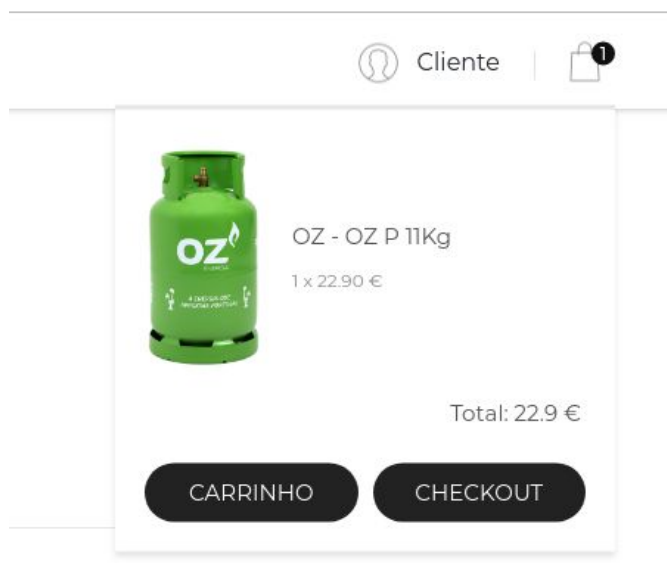 Cliente
1
OZ
OZ - OZ P 11Kg
1 x 22.90 €
Total: 22.9 €
CARRINHO
CHECKOUT